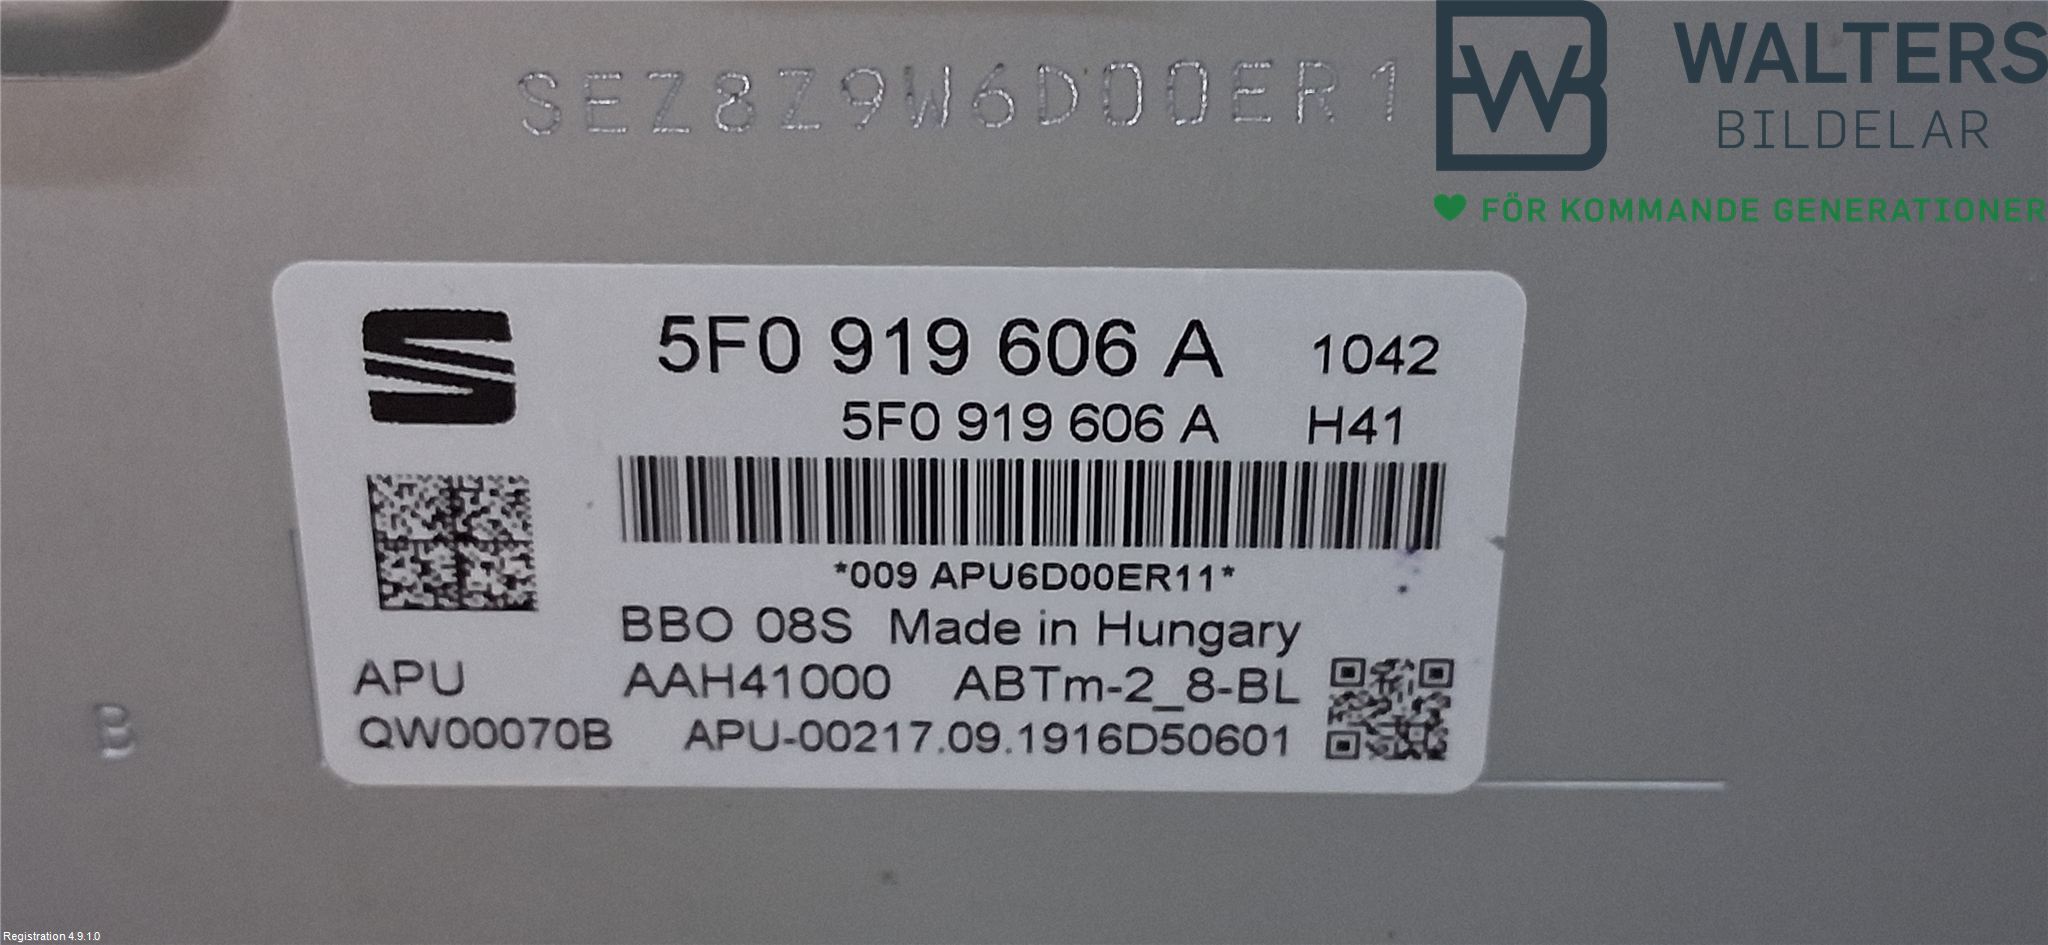 SEZ8Z9W6D00ER1
WALTERS
BILDELAR
FÖR KOMMANDE GENERATIONER
5F0 919 606 A 1042
5F0 919 606 A H41
*009 APU6D00ER11*
BBO 08S Made in Hungary
APU AAH41000 ABTm-2_8-BL
QW00070B APU-00217.09.1916D50601
B
Registration 4.9.1.0